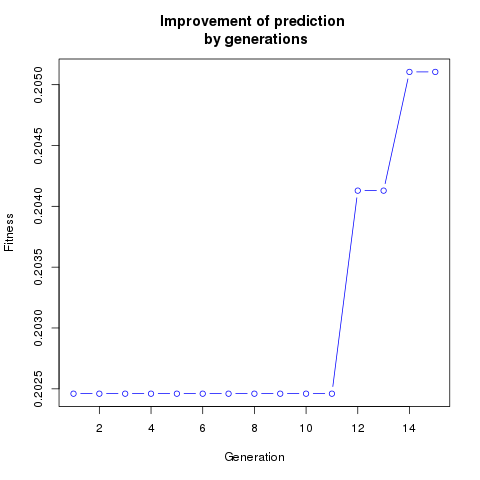 Improvement of prediction
by generations
Fitness
0.2050
0.2045
0.2040
0.2035
0.2030
0.2025
2 4 6 8 10 12 14
Generation